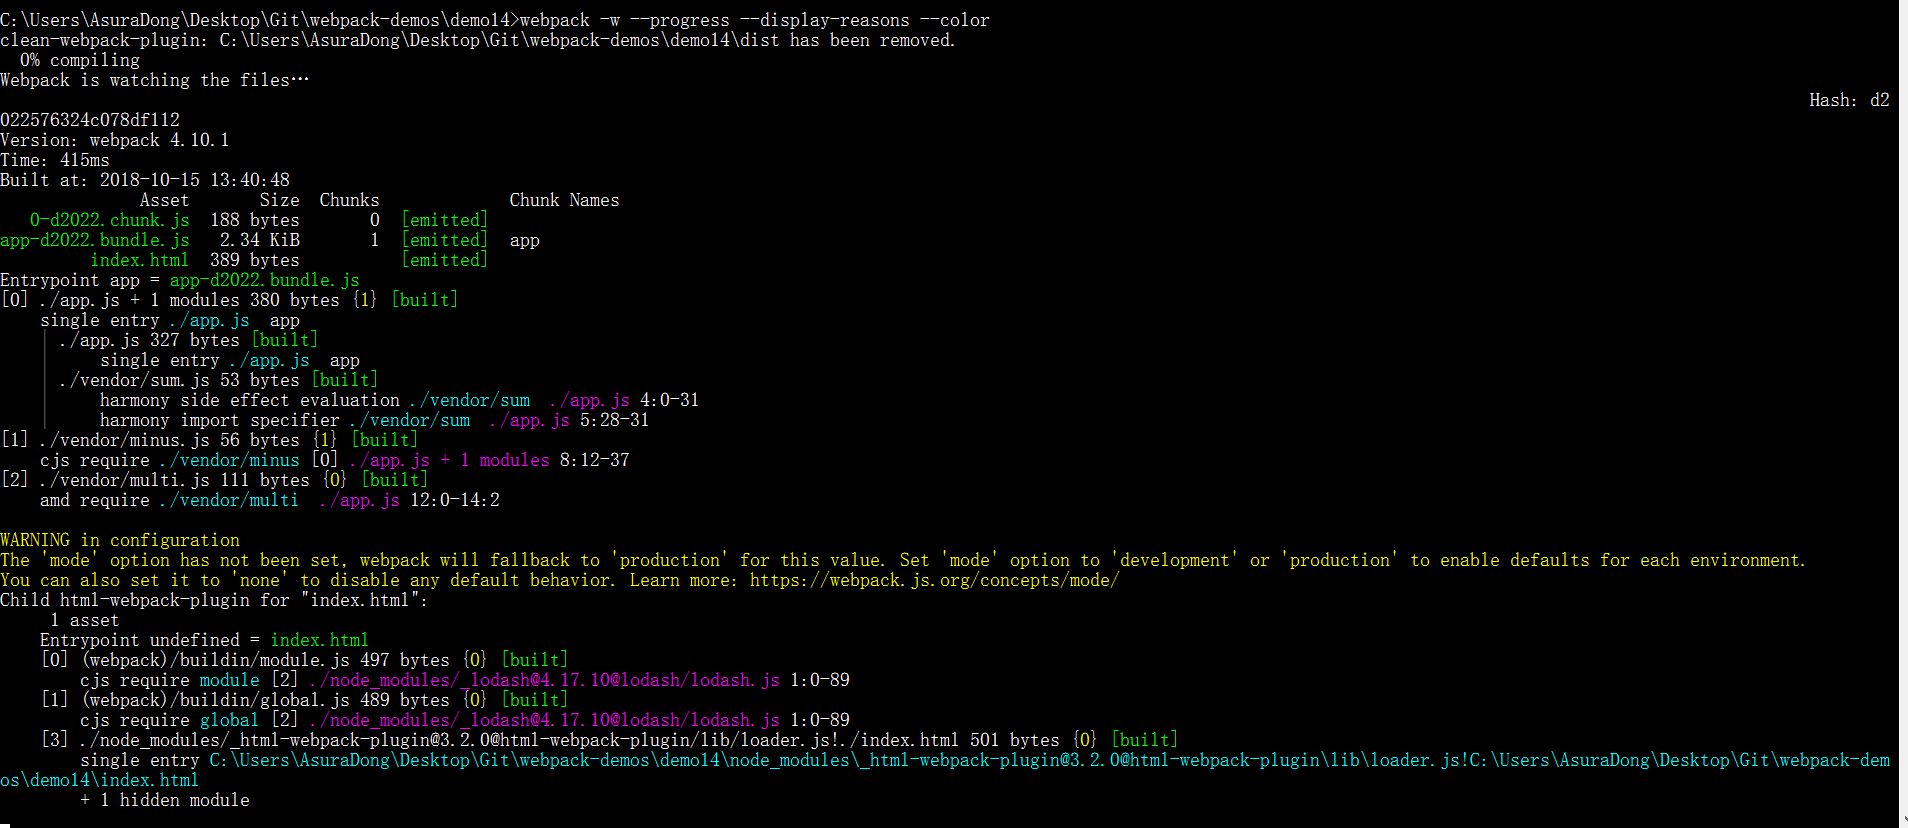 C:\Users\AsuraDong\Desktop\Git\webpack-demos\demo14>webpack -w --progress --display-reasons --color
clean-webpack-plugin: C:\Users\AsuraDong\Desktop\Git\webpack-demos\demo14\dist has been removed.
0% compiling
Webpack is watching the files…
Hash: d2
022576324c078df112
Version: webpack 4.10.1
Time: 415ms
Built at: 2018-10-15 13:40:48
Asset Size Chunks Chunk Names
0-d2022.chunk.js 188 bytes 0 [emitted]
app-d2022.bundle.js 2.34 KiB 1 [emitted] app
index.html 389 bytes [emitted]
Entrypoint app = app-d2022.bundle.js
[0] ./app.js + 1 modules 380 bytes {1} [built]
single entry ./app.js app
| ./app.js 327 bytes [built]
| single entry ./app.js app
| ./vendor/sum.js 53 bytes [built]
| harmony side effect evaluation ./vendor/sum ./app.js 4:0-31
| harmony import specifier ./vendor/sum ./app.js 5:28-31
[1] ./vendor/minus.js 56 bytes {1} [built]
cjs require ./vendor/minus [0] ./app.js + 1 modules 8:12-37
[2] ./vendor/multi.js 111 bytes {0} [built]
amd require ./vendor/multi ./app.js 12:0-14:2
WARNING in configuration
The 'mode' option has not been set, webpack will fallback to 'production' for this value. Set 'mode' option to 'development' or 'production' to enable defaults for each environment.
You can also set it to 'none' to disable any default behavior. Learn more: https://webpack.js.org/concepts/mode/
Child html-webpack-plugin for "index.html":
1 asset
Entrypoint undefined = index.html
[0] (webpack)/buildin/module.js 497 bytes {0} [built]
cjs require module [2] ./node_modules/_lodash@4.17.10@lodash/lodash.js 1:0-89
[1] (webpack)/buildin/global.js 489 bytes {0} [built]
cjs require global [2] ./node_modules/_lodash@4.17.10@lodash/lodash.js 1:0-89
[3] ./node_modules/_html-webpack-plugin@3.2.0@html-webpack-plugin/lib/loader.js!./index.html 501 bytes {0} [built]
single entry C:\Users\AsuraDong\Desktop\Git\webpack-demos\demo14\node_modules\_html-webpack-plugin@3.2.0@html-webpack-plugin\lib\loader.js!C:\Users\AsuraDong\Desktop\Git\webpack-dem
os\demo14\index.html
+ 1 hidden module